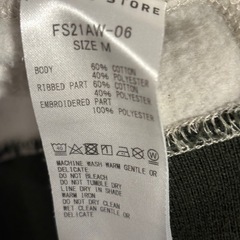 STORE
FS21AW-06
SIZE M
BODY 60% COTTON
40% POLYESTER
RIBBED PART 60% COTTON
40% POLYESTER
EMBROIDERED PART
100% POLYESTER
MACHINE WASH WARM GENTLE OR
DELICATE
DO NOT BLEACH
DO NOT TUMBLE DRY
LINE DRY IN SHADE
WARM IRON
DO NOT DRY CLEAN
WET CLEAN GENTLE OR
DELICATE